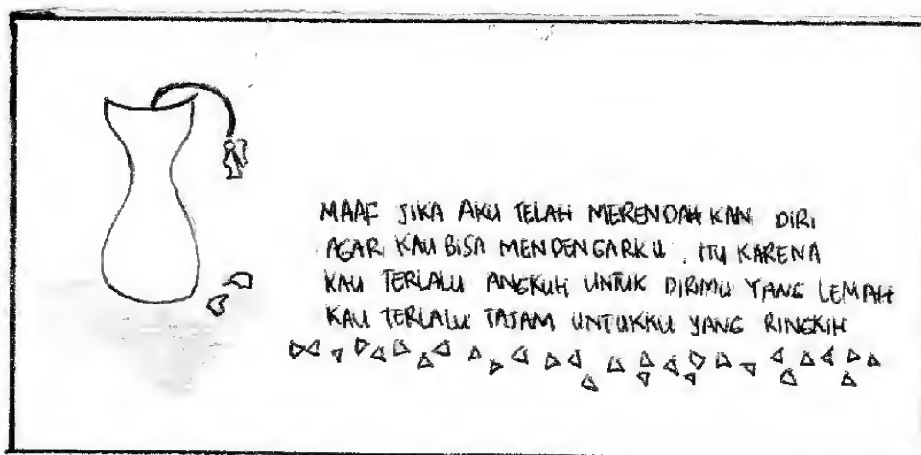 MAAF JIKA AKU TELAH MERENDAHKAN DIRI
AGAR KAU BISA MENDENGARKU. ITU KARENA
KAU TERLALU ANGKUH UNTUK DIRIMU YANG LEMAH
KAU TERLALU TAJAM UNTUKKU YANG RINGKIH